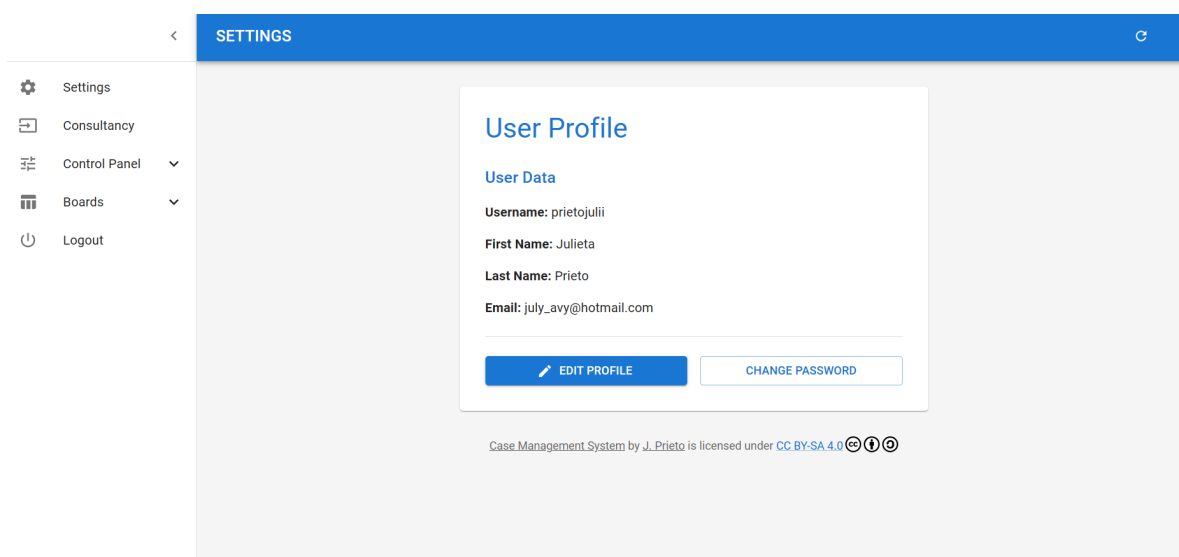 SETTINGS
Settings
Consultancy
Control Panel
Boards
Logout
User Profile
User Data
Username: prietojulii
First Name: Julieta
Last Name: Prieto
Email: july_avy@hotmail.com
EDIT PROFILE
CHANGE PASSWORD
Case Management System by J. Prieto is licensed under CC BY-SA 4.0